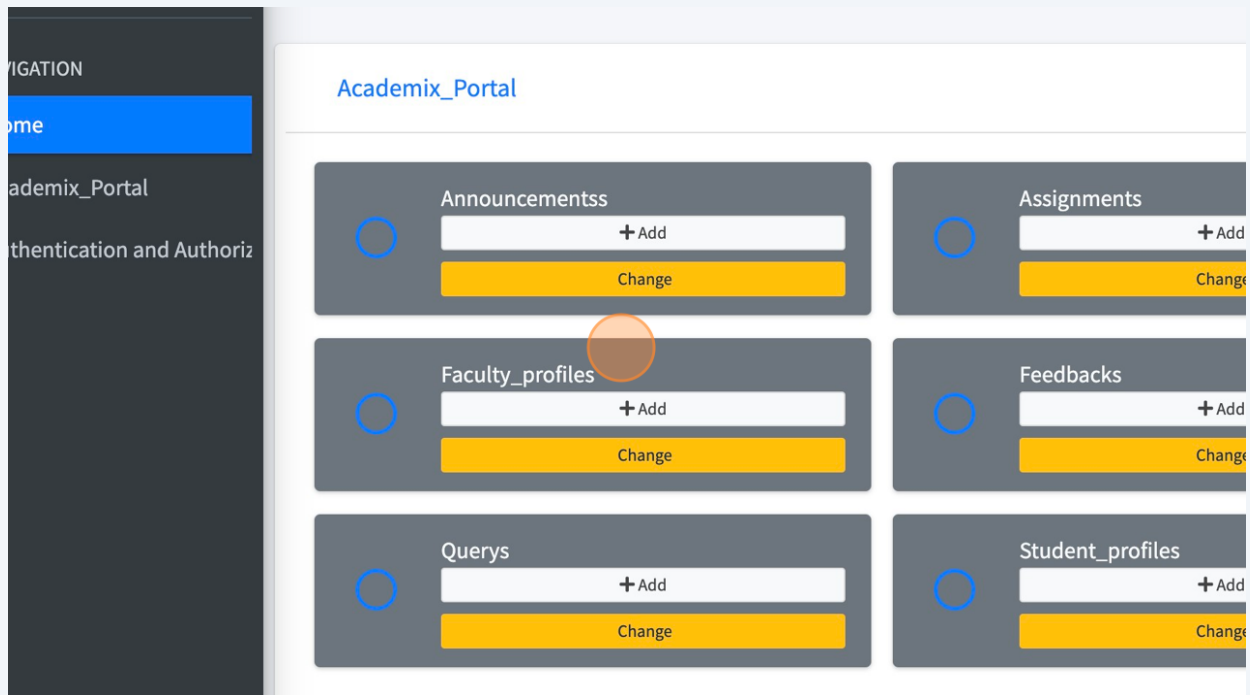 VIGATION
ome
ademix_Portal
thentication and Authoriz
Academix_Portal
Announcementss
+ Add
Change
Assignments
+ Add
Change
Faculty_profiles
+ Add
Change
Feedbacks
+ Add
Change
Querys
+ Add
Change
Student_profiles
+ Add
Change